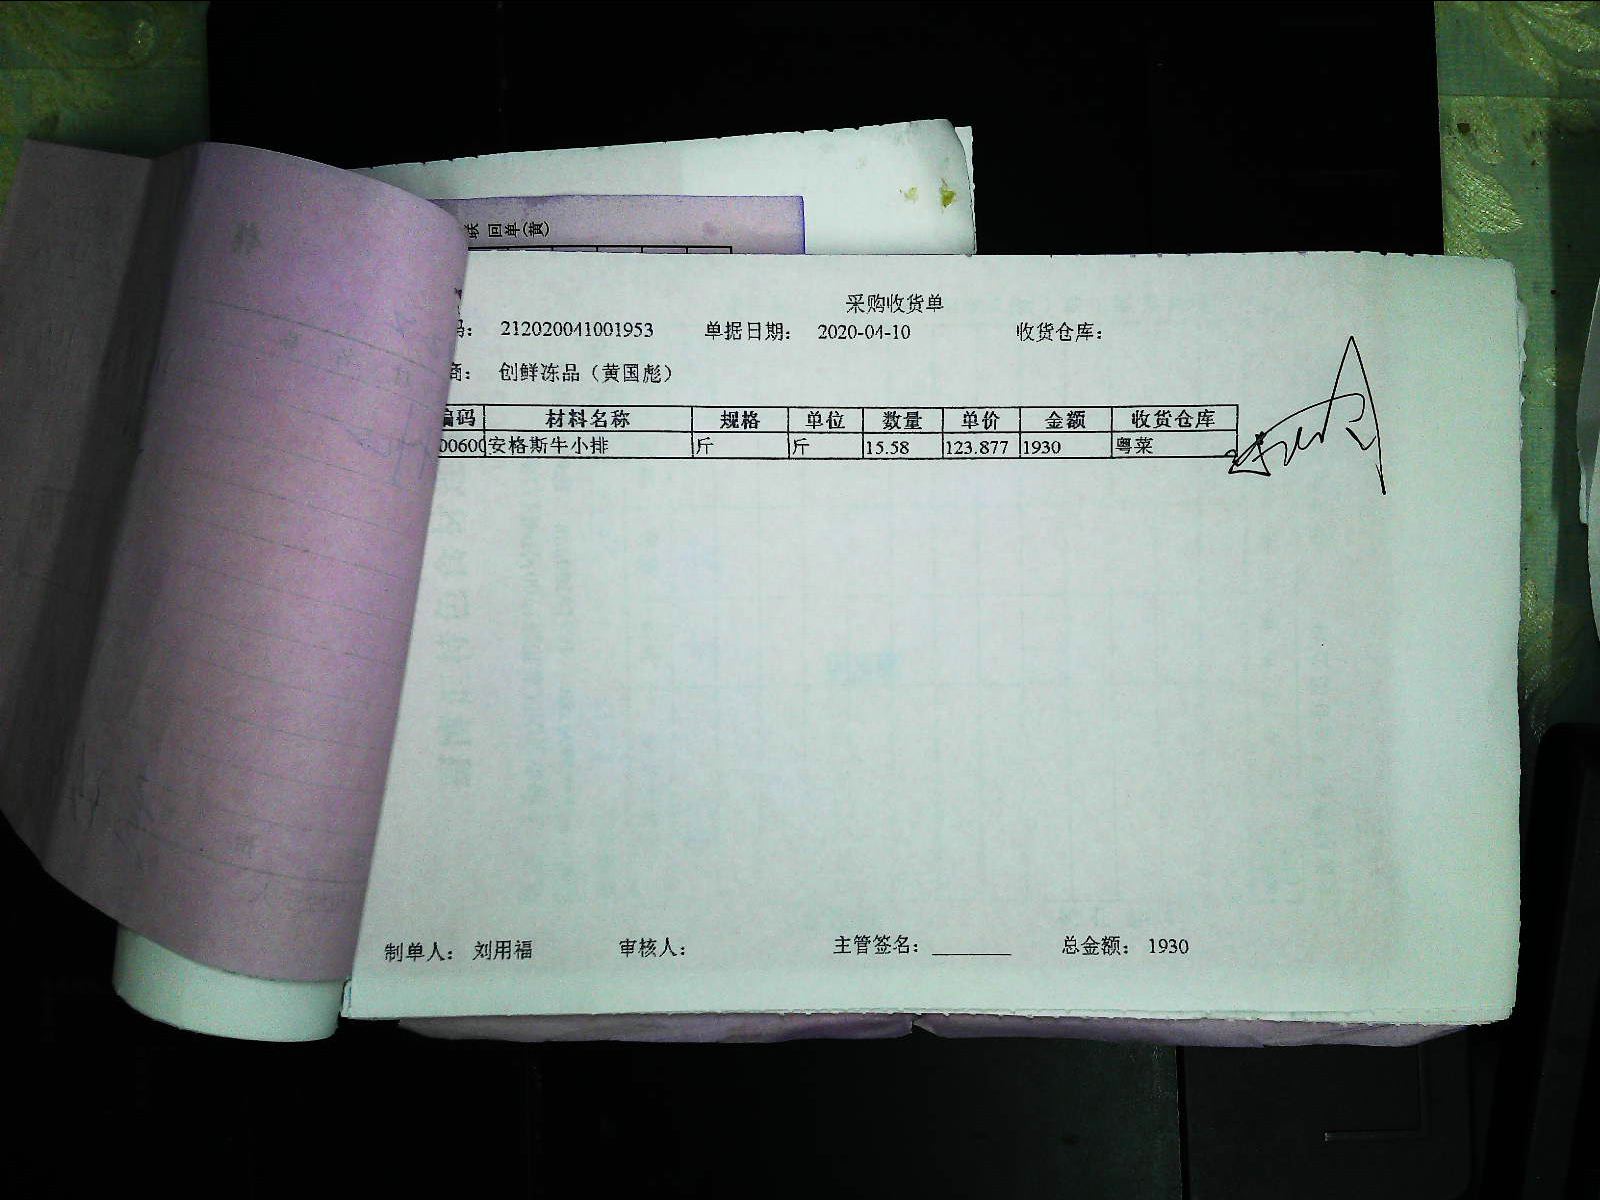 回单(黄)
采购收货单
码： 212020041001953 单据日期： 2020-04-10 收货仓库：
商： 创鲜冻品（黄国彪）
编码 材料名称 规格 单位 数量 单价 金额 收货仓库
00600 安格斯牛小排 斤 斤 15.58 123.877 1930 粤菜
制单人： 刘用福 审核人： 主管签名：________ 总金额： 1930